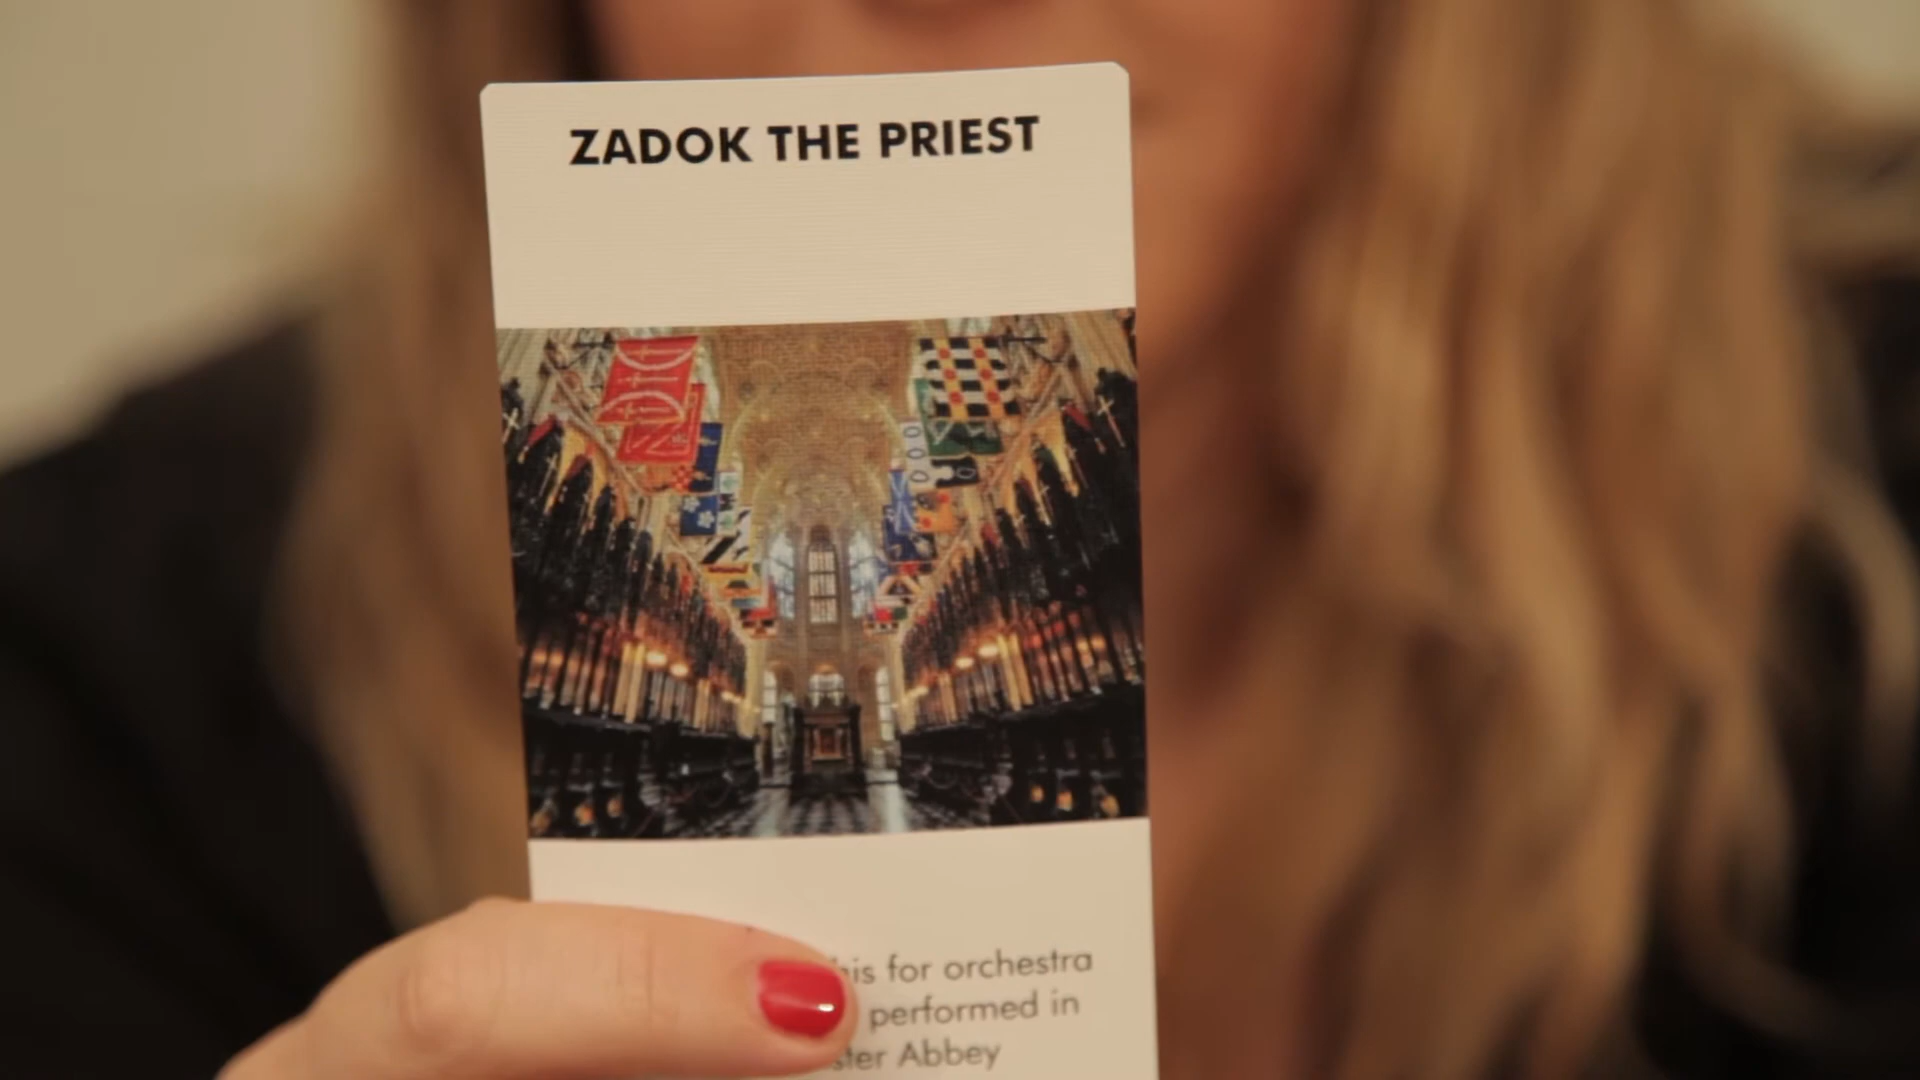 ZADOK THE PRIEST
his for orchestra
performed in
ster Abbey